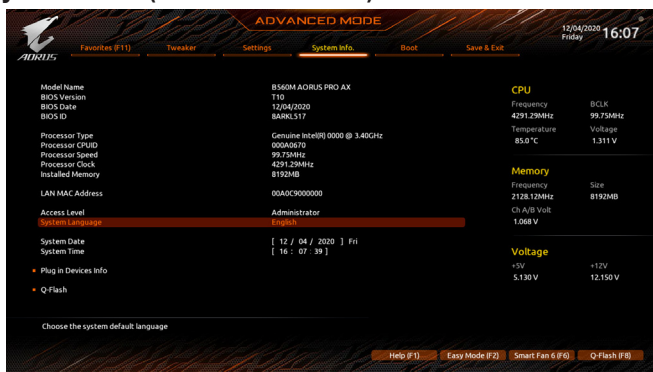 ADVANCED MODE
12/04/2020 Friday 16:07
AORUS
Favorites (F11) Tweaker Settings System Info. Boot Save & Exit
Model Name B560M AORUS PRO AX
BIOS Version T10
BIOS Date 12/04/2020
BIOS ID 8ARKL517
Processor Type Genuine Intel(R) 0000 @ 3.40GHz
Processor CPUID 000A0670
Processor Speed 99.75MHz
Processor Clock 4291.29MHz
Installed Memory 8192MB
LAN MAC Address 00A0C9000000
Access Level Administrator
System Language English
System Date [ 12 / 04 / 2020 ] Fri
System Time [ 16 : 07 : 39 ]
Plug in Devices Info
Q-Flash
CPU
Frequency BCLK
4291.29MHz 99.75MHz
Temperature Voltage
85.0 °C 1.311 V
Memory
Frequency Size
2128.12MHz 8192MB
Ch A/B Volt
1.068 V
Voltage
+5V +12V
5.130 V 12.150 V
Choose the system default language
Help (F1) Easy Mode (F2) Smart Fan 6 (F6) Q-Flash (F8)